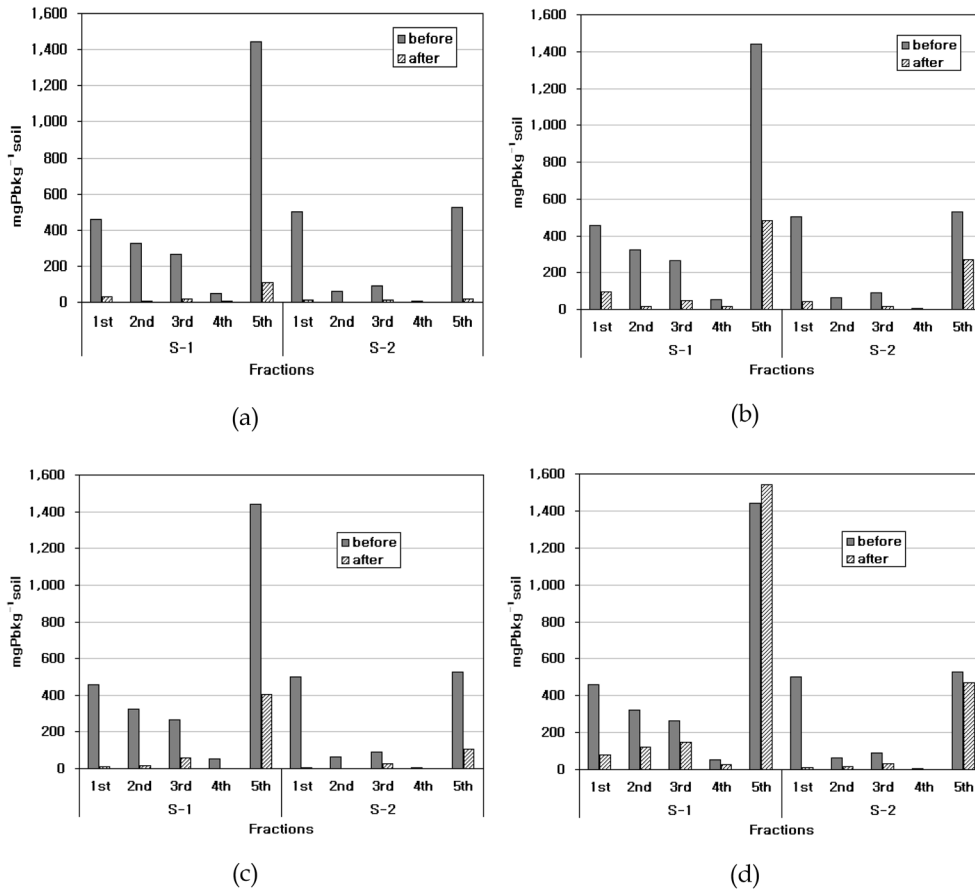 1,600
1,400
1,200
1,000
800
600
400
200
0
mgPbkg⁻¹soil
before
after
1st 2nd 3rd 4th 5th 1st 2nd 3rd 4th 5th
S-1 S-2
Fractions
(a)
1,600
1,400
1,200
1,000
800
600
400
200
0
mgPbkg⁻¹soil
before
after
1st 2nd 3rd 4th 5th 1st 2nd 3rd 4th 5th
S-1 S-2
Fractions
(b)
1,600
1,400
1,200
1,000
800
600
400
200
0
mgPbkg⁻¹soil
before
after
1st 2nd 3rd 4th 5th 1st 2nd 3rd 4th 5th
S-1 S-2
Fractions
(c)
1,600
1,400
1,200
1,000
800
600
400
200
0
mgPbkg⁻¹soil
before
after
1st 2nd 3rd 4th 5th 1st 2nd 3rd 4th 5th
S-1 S-2
Fractions
(d)